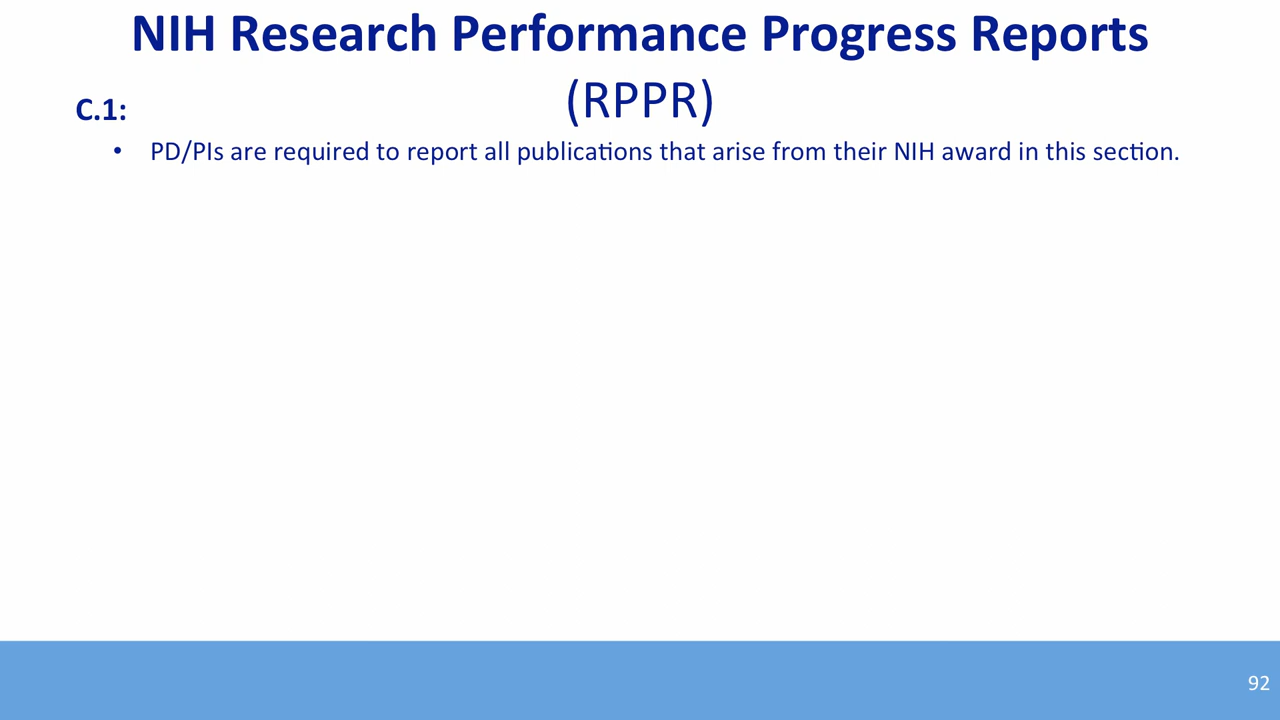 NIH Research Performance Progress Reports
(RPPR)
C.1:
• PD/PIs are required to report all publications that arise from their NIH award in this section.
92